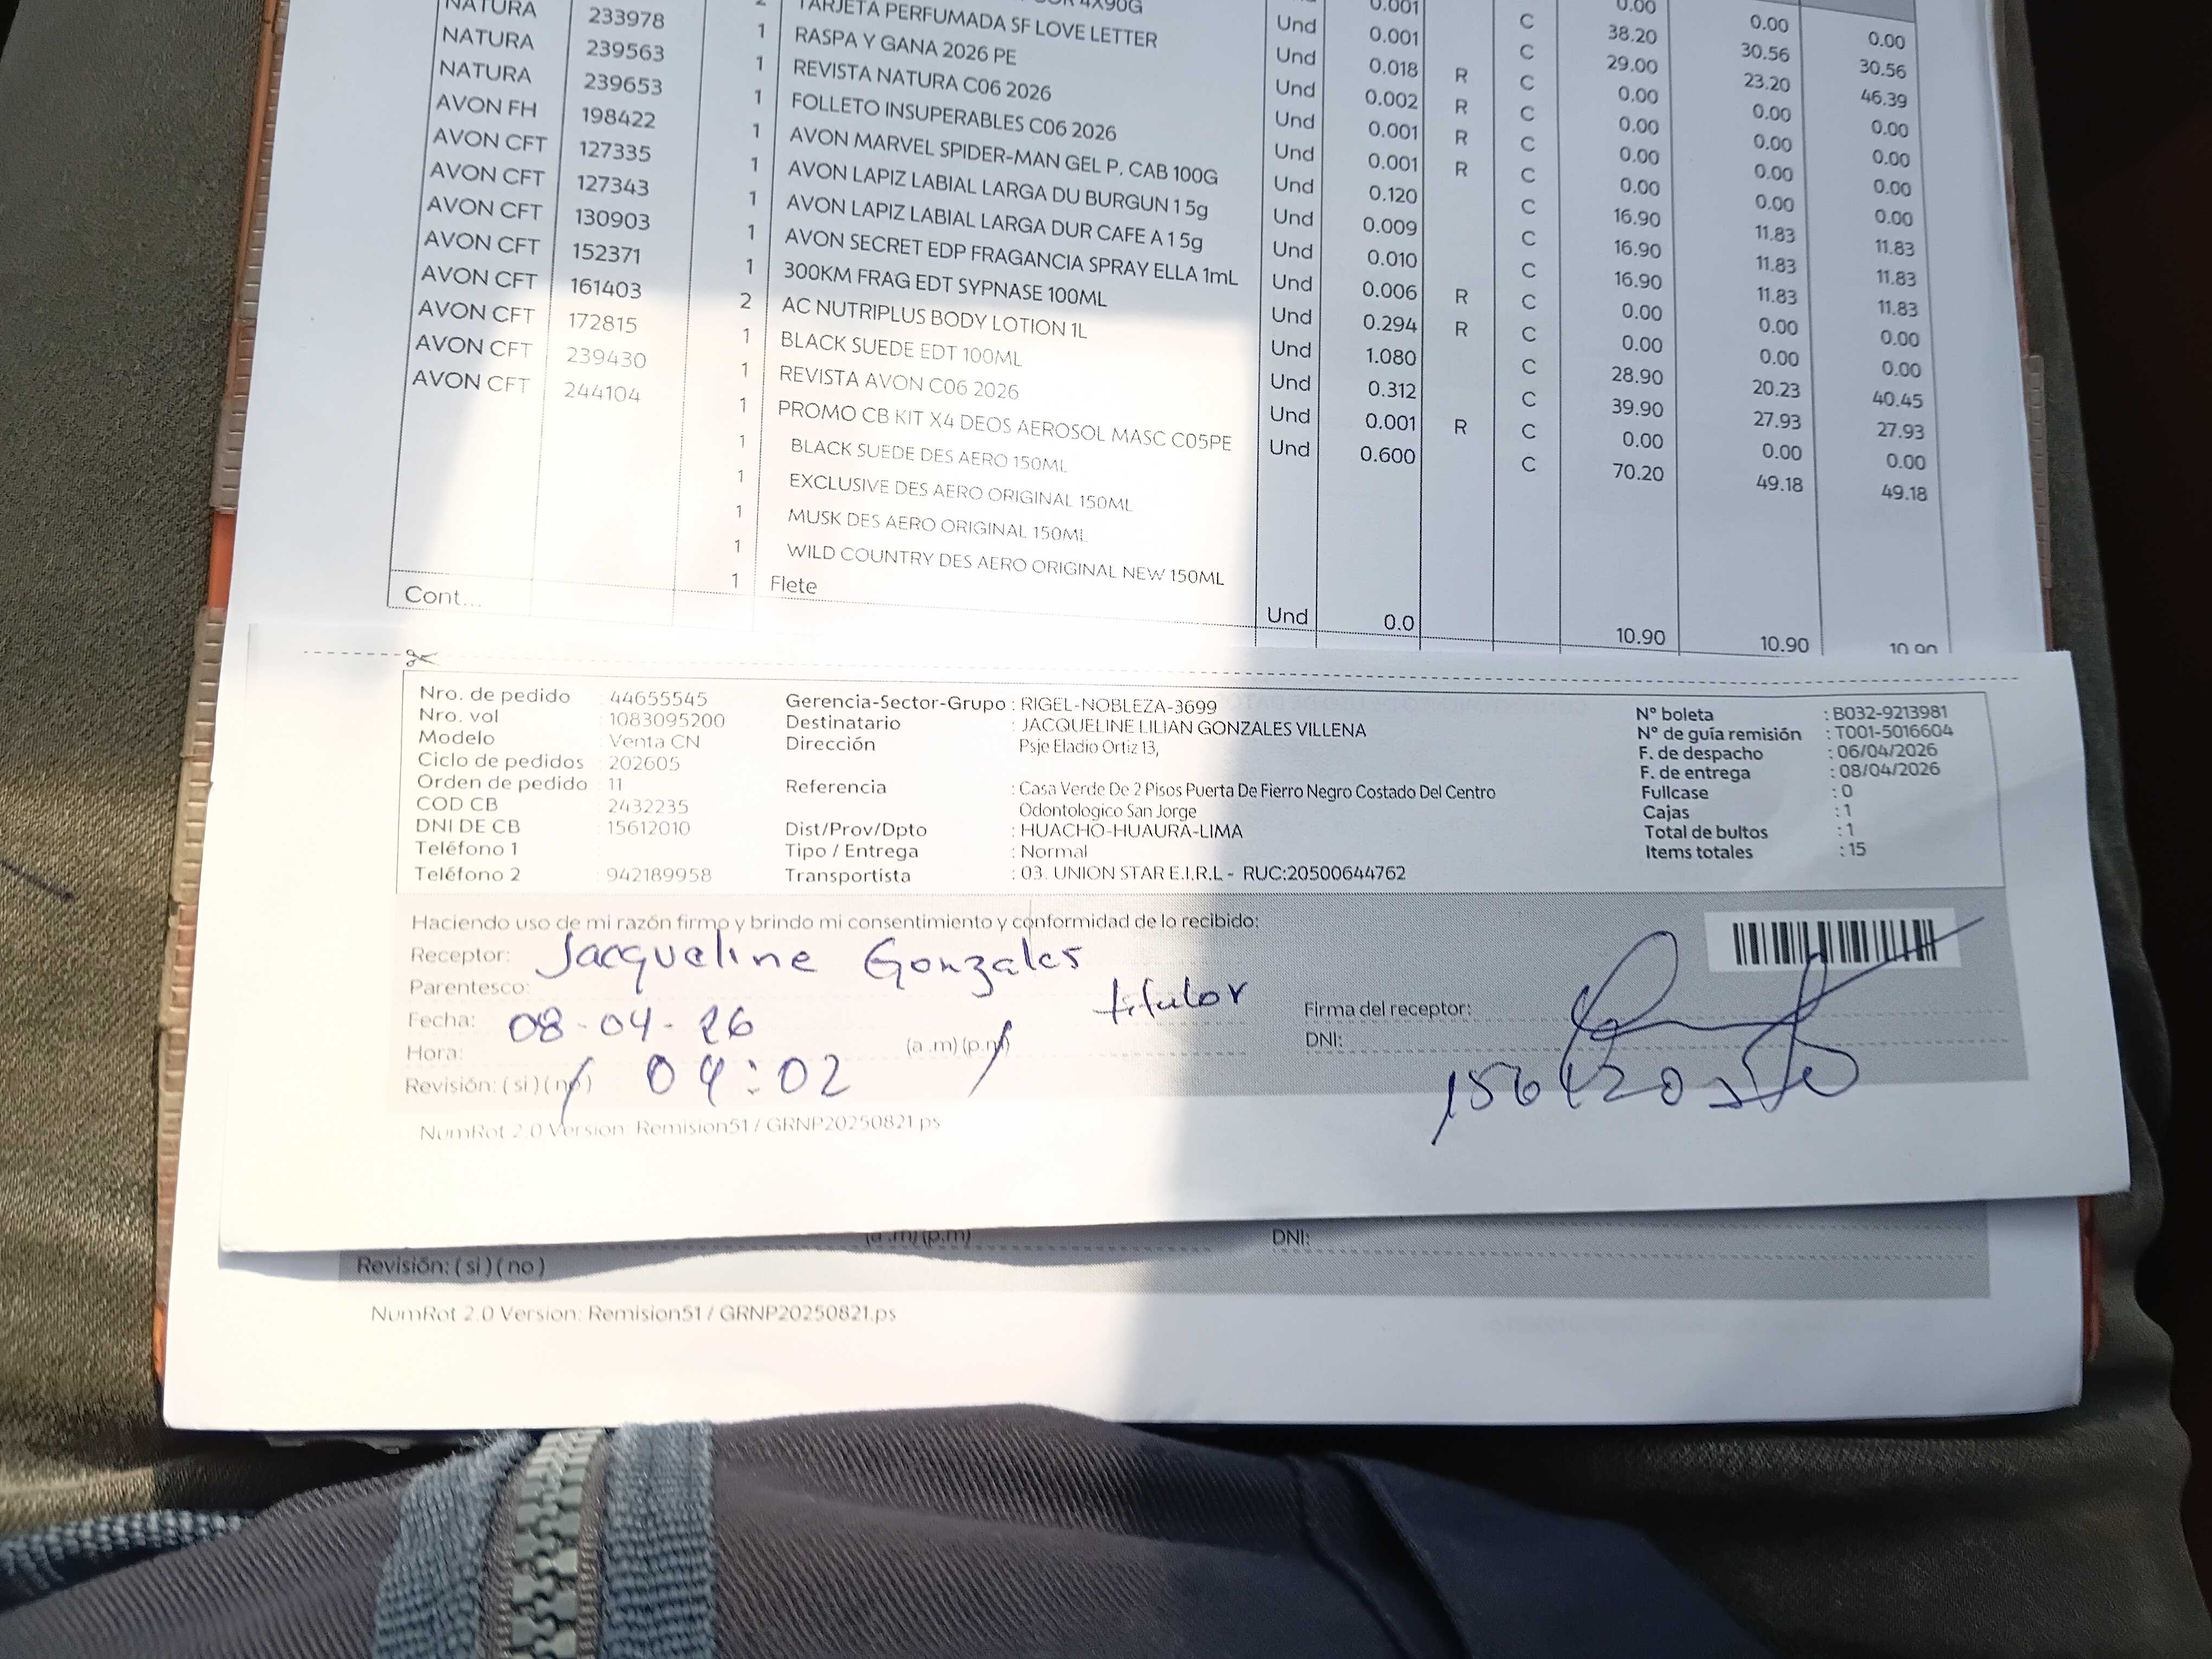 4X90G 0.001 0.00
NATURA 233978 2 TARJETA PERFUMADA SF LOVE LETTER Und 0.001 C 38.20 0.00 0.00
NATURA 239563 1 RASPA Y GANA 2026 PE Und 0.018 R C 29.00 30.56 30.56
NATURA 239653 1 REVISTA NATURA C06 2026 Und 0.002 R C 0.00 23.20 46.39
AVON FH 198422 1 FOLLETO INSUPERABLES C06 2026 Und 0.001 R C 0.00 0.00 0.00
AVON CFT 127335 1 AVON MARVEL SPIDER-MAN GEL P. CAB 100G Und 0.001 R C 0.00 0.00 0.00
AVON CFT 127343 1 AVON LAPIZ LABIAL LARGA DU BURGUN 1 5g Und 0.120 C 0.00 0.00 0.00
AVON CFT 130903 1 AVON LAPIZ LABIAL LARGA DUR CAFE A 1 5g Und 0.009 C 16.90 0.00 0.00
AVON CFT 152371 1 AVON SECRET EDP FRAGANCIA SPRAY ELLA 1mL Und 0.010 C 16.90 11.83 11.83
AVON CFT 161403 1 300KM FRAG EDT SYPNASE 100ML Und 0.006 R C 16.90 11.83 11.83
AVON CFT 172815 2 AC NUTRIPLUS BODY LOTION 1L Und 0.294 R C 0.00 11.83 11.83
AVON CFT 239430 1 BLACK SUEDE EDT 100ML Und 1.080 C 0.00 0.00 0.00
AVON CFT 244104 1 REVISTA AVON C06 2026 Und 0.312 C 28.90 0.00 0.00
1 PROMO CB KIT X4 DEOS AEROSOL MASC C05PE Und 0.001 R C 39.90 20.23 40.45
1 BLACK SUEDE DES AERO 150ML Und 0.600 C 0.00 27.93 27.93
1 EXCLUSIVE DES AERO ORIGINAL 150ML 70.20 0.00 0.00
1 MUSK DES AERO ORIGINAL 150ML 49.18 49.18
1 WILD COUNTRY DES AERO ORIGINAL NEW 150ML
1 Flete Und 0.0 10.90 10.90 10.90
Cont...
Nro. de pedido : 44655545 Gerencia-Sector-Grupo : RIGEL-NOBLEZA-3699 N° boleta : B032-9213981
Nro. vol : 1083095200 Destinatario : JACQUELINE LILIAN GONZALES VILLENA N° de guía remisión : T001-5016604
Modelo : Venta CN Dirección Psje Eladio Ortiz 13, F. de despacho : 06/04/2026
Ciclo de pedidos : 202605 F. de entrega : 08/04/2026
Orden de pedido : 11 Referencia : Casa Verde De 2 Pisos Puerta De Fierro Negro Costado Del Centro Fullcase : 0
COD CB : 2432235 Odontologico San Jorge Cajas : 1
DNI DE CB : 15612010 Dist/Prov/Dpto : HUACHO-HUAURA-LIMA Total de bultos : 1
Teléfono 1 Tipo / Entrega : Normal Items totales : 15
Teléfono 2 : 942189958 Transportista : 03. UNION STAR E.I.R.L - RUC:20500644762
Haciendo uso de mi razón firmo y brindo mi consentimiento y conformidad de lo recibido:
Receptor: Jacqueline Gonzales
Parentesco: titular
Fecha: 08-04-26 Firma del receptor:
Hora: 04:02 (a .m) (p.m) DNI:
Revisión: ( si ) ( no )
NumRot 2.0 Version: Remision51 / GRNP20250821.ps
(a .m) (p.m) DNI:
Revisión: ( si ) ( no )
NumRot 2.0 Version: Remision51 / GRNP20250821.ps